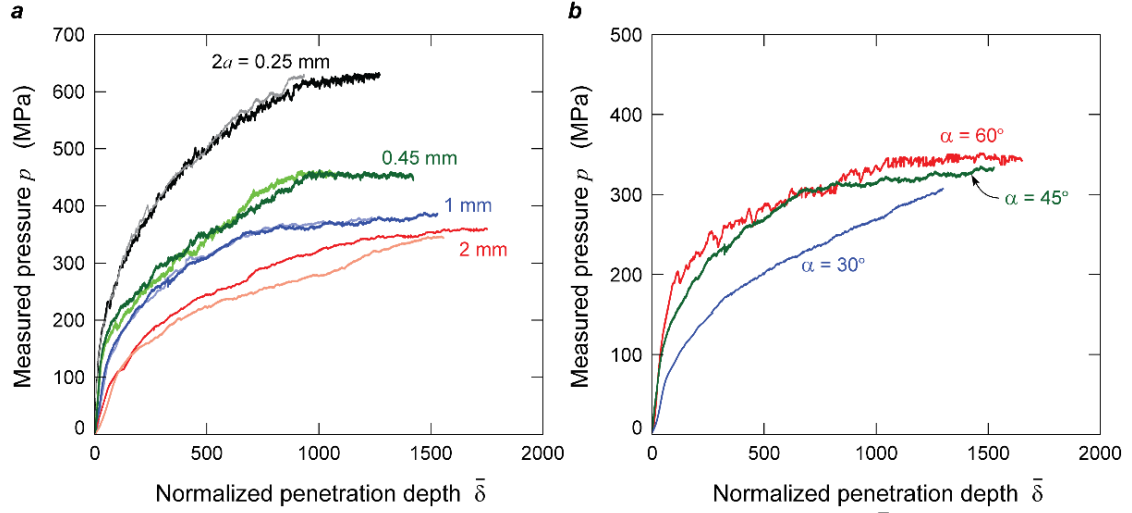 a
700
600
500
400
300
200
100
0
0
500
1000
1500
2000
Measured pressure p (MPa)
Normalized penetration depth δ̄
2a = 0.25 mm
0.45 mm
1 mm
2 mm
b
500
400
300
200
100
0
0
500
1000
1500
2000
Measured pressure p (MPa)
Normalized penetration depth δ̄
α = 60°
α = 45°
α = 30°